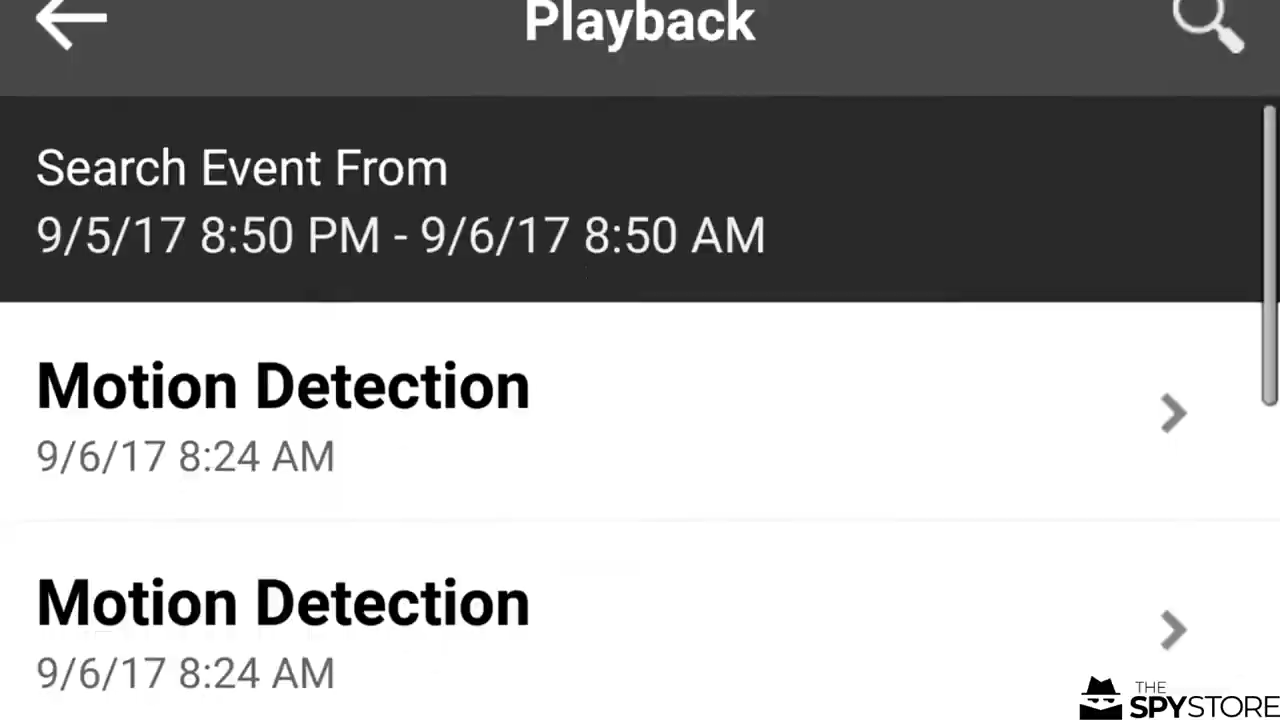 Playback
Search Event From
9/5/17 8:50 PM - 9/6/17 8:50 AM
Motion Detection
9/6/17 8:24 AM
Motion Detection
9/6/17 8:24 AM
THE
SPYSTORE